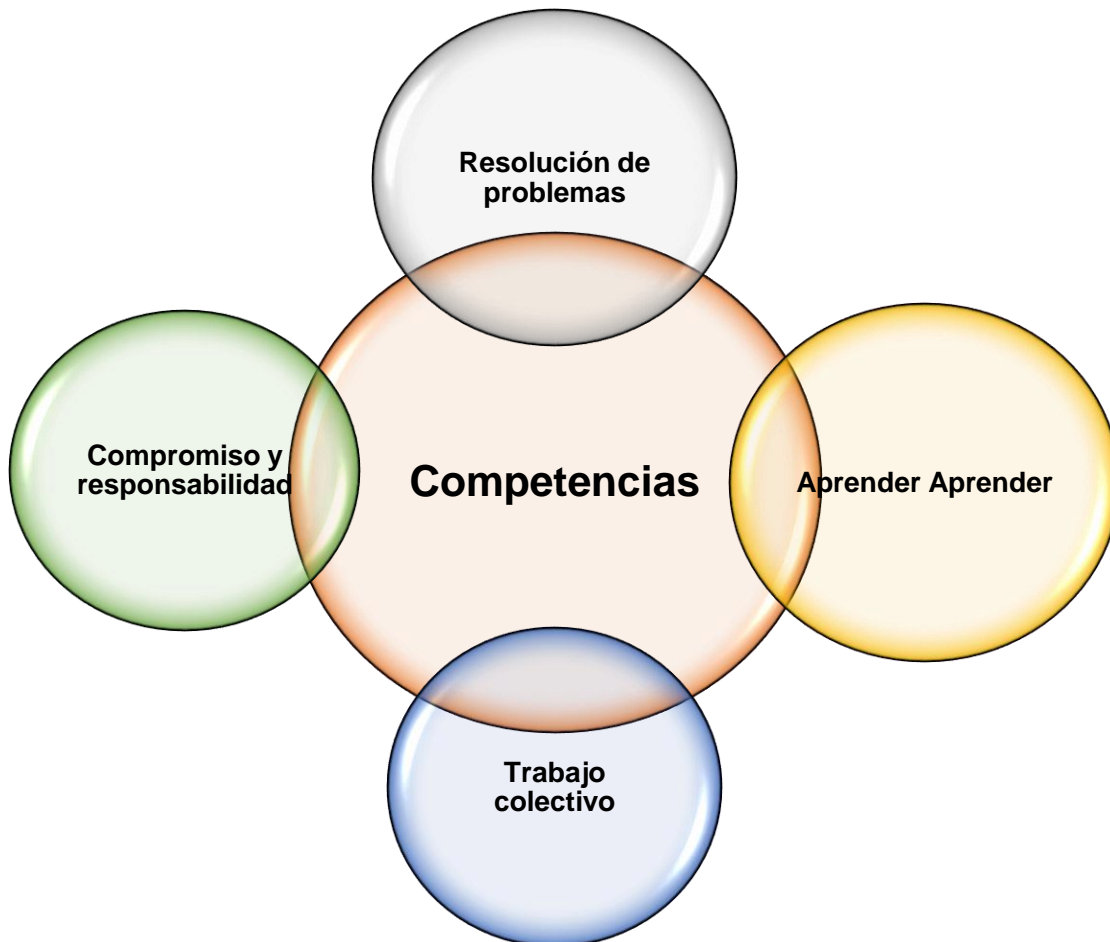 Resolución de
problemas
Compromiso y
responsabilidad
Competencias
Aprender Aprender
Trabajo
colectivo